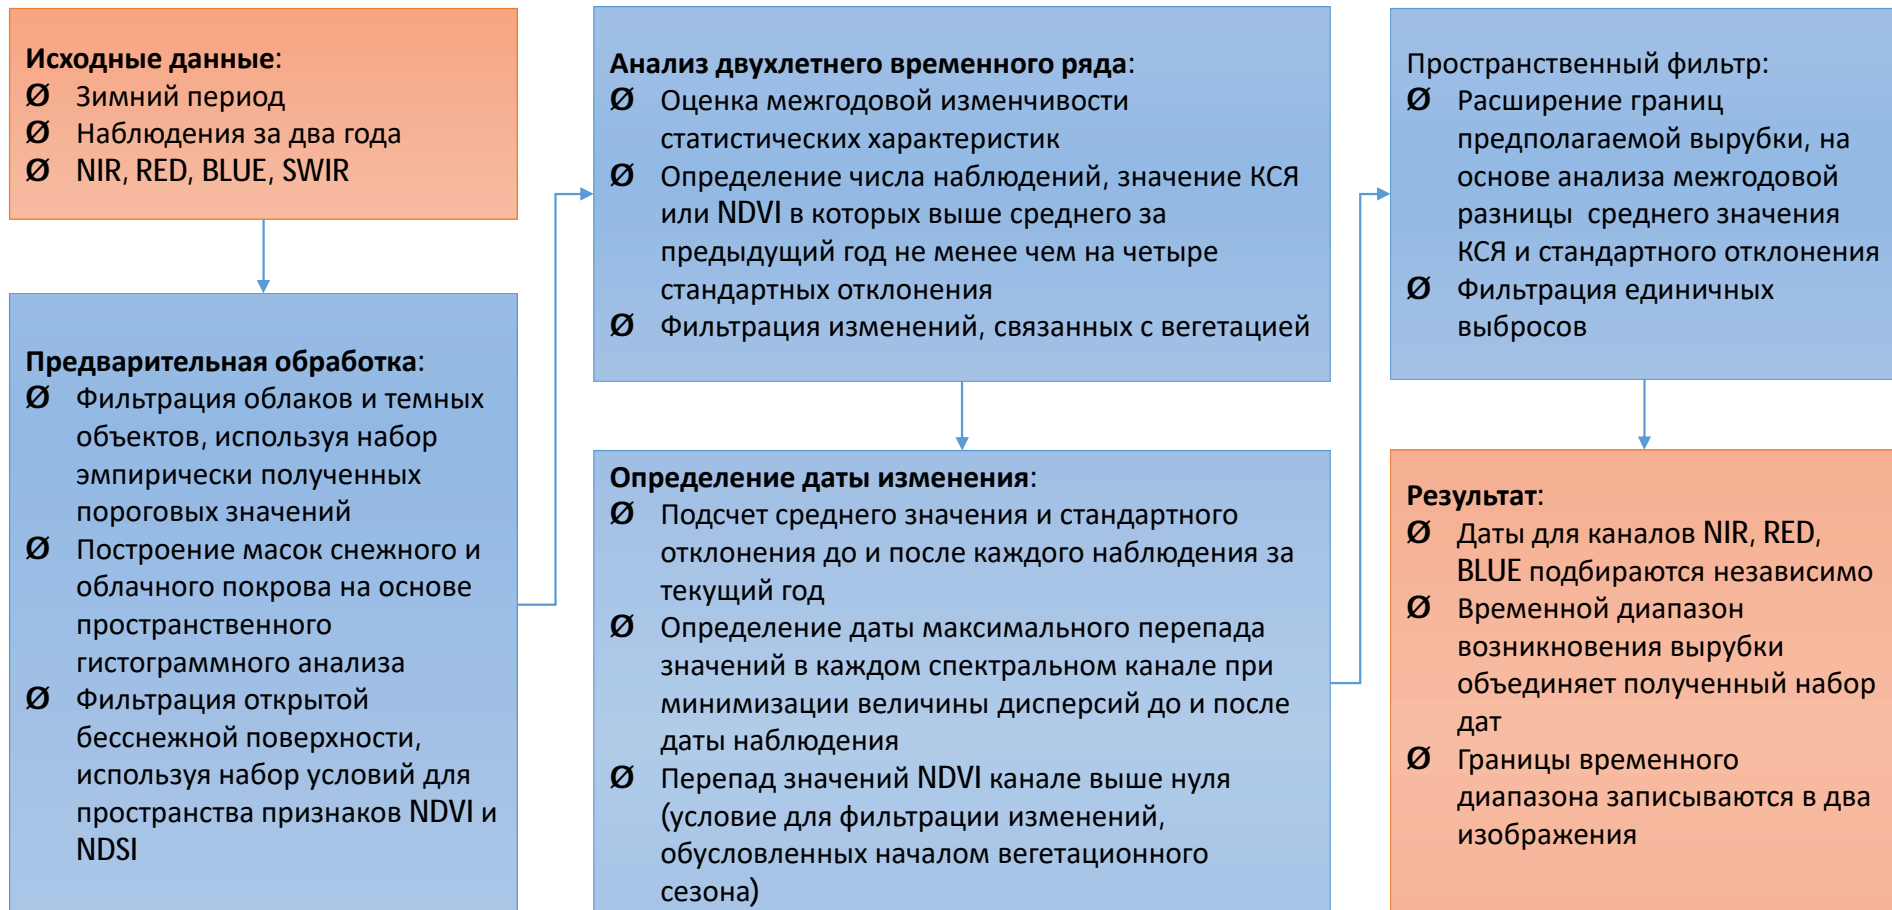 Исходные данные:
Ø Зимний период
Ø Наблюдения за два года
Ø NIR, RED, BLUE, SWIR
Предварительная обработка:
Ø Фильтрация облаков и темных
объектов, используя набор
эмпирически полученных
пороговых значений
Ø Построение масок снежного и
облачного покрова на основе
пространственного
гистограммного анализа
Ø Фильтрация открытой
бесснежной поверхности,
используя набор условий для
пространства признаков NDVI и
NDSI
Анализ двухлетнего временного ряда:
Ø Оценка межгодовой изменчивости
статистических характеристик
Ø Определение числа наблюдений, значение КСЯ
или NDVI в которых выше среднего за
предыдущий год не менее чем на четыре
стандартных отклонения
Ø Фильтрация изменений, связанных с вегетацией
Определение даты изменения:
Ø Подсчет среднего значения и стандартного
отклонения до и после каждого наблюдения за
текущий год
Ø Определение даты максимального перепада
значений в каждом спектральном канале при
минимизации величины дисперсий до и после
даты наблюдения
Ø Перепад значений NDVI канале выше нуля
(условие для фильтрации изменений,
обусловленных началом вегетационного
сезона)
Пространственный фильтр:
Ø Расширение границ
предполагаемой вырубки, на
основе анализа межгодовой
разницы среднего значения
КСЯ и стандартного отклонения
Ø Фильтрация единичных
выбросов
Результат:
Ø Даты для каналов NIR, RED,
BLUE подбираются независимо
Ø Временной диапазон
возникновения вырубки
объединяет полученный набор
дат
Ø Границы временного
диапазона записываются в два
изображения